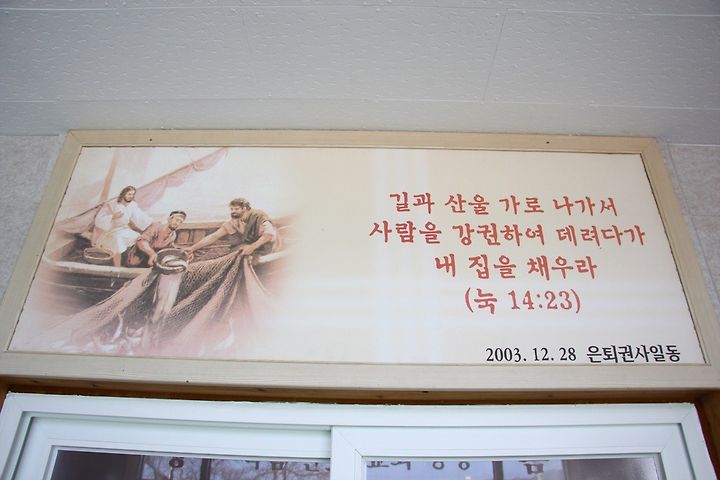 길과 산울 가로 나가서
사람을 강권하여 데려다가
내 집을 채우라
(눅 14:23)
2003. 12. 28 은퇴권사일동